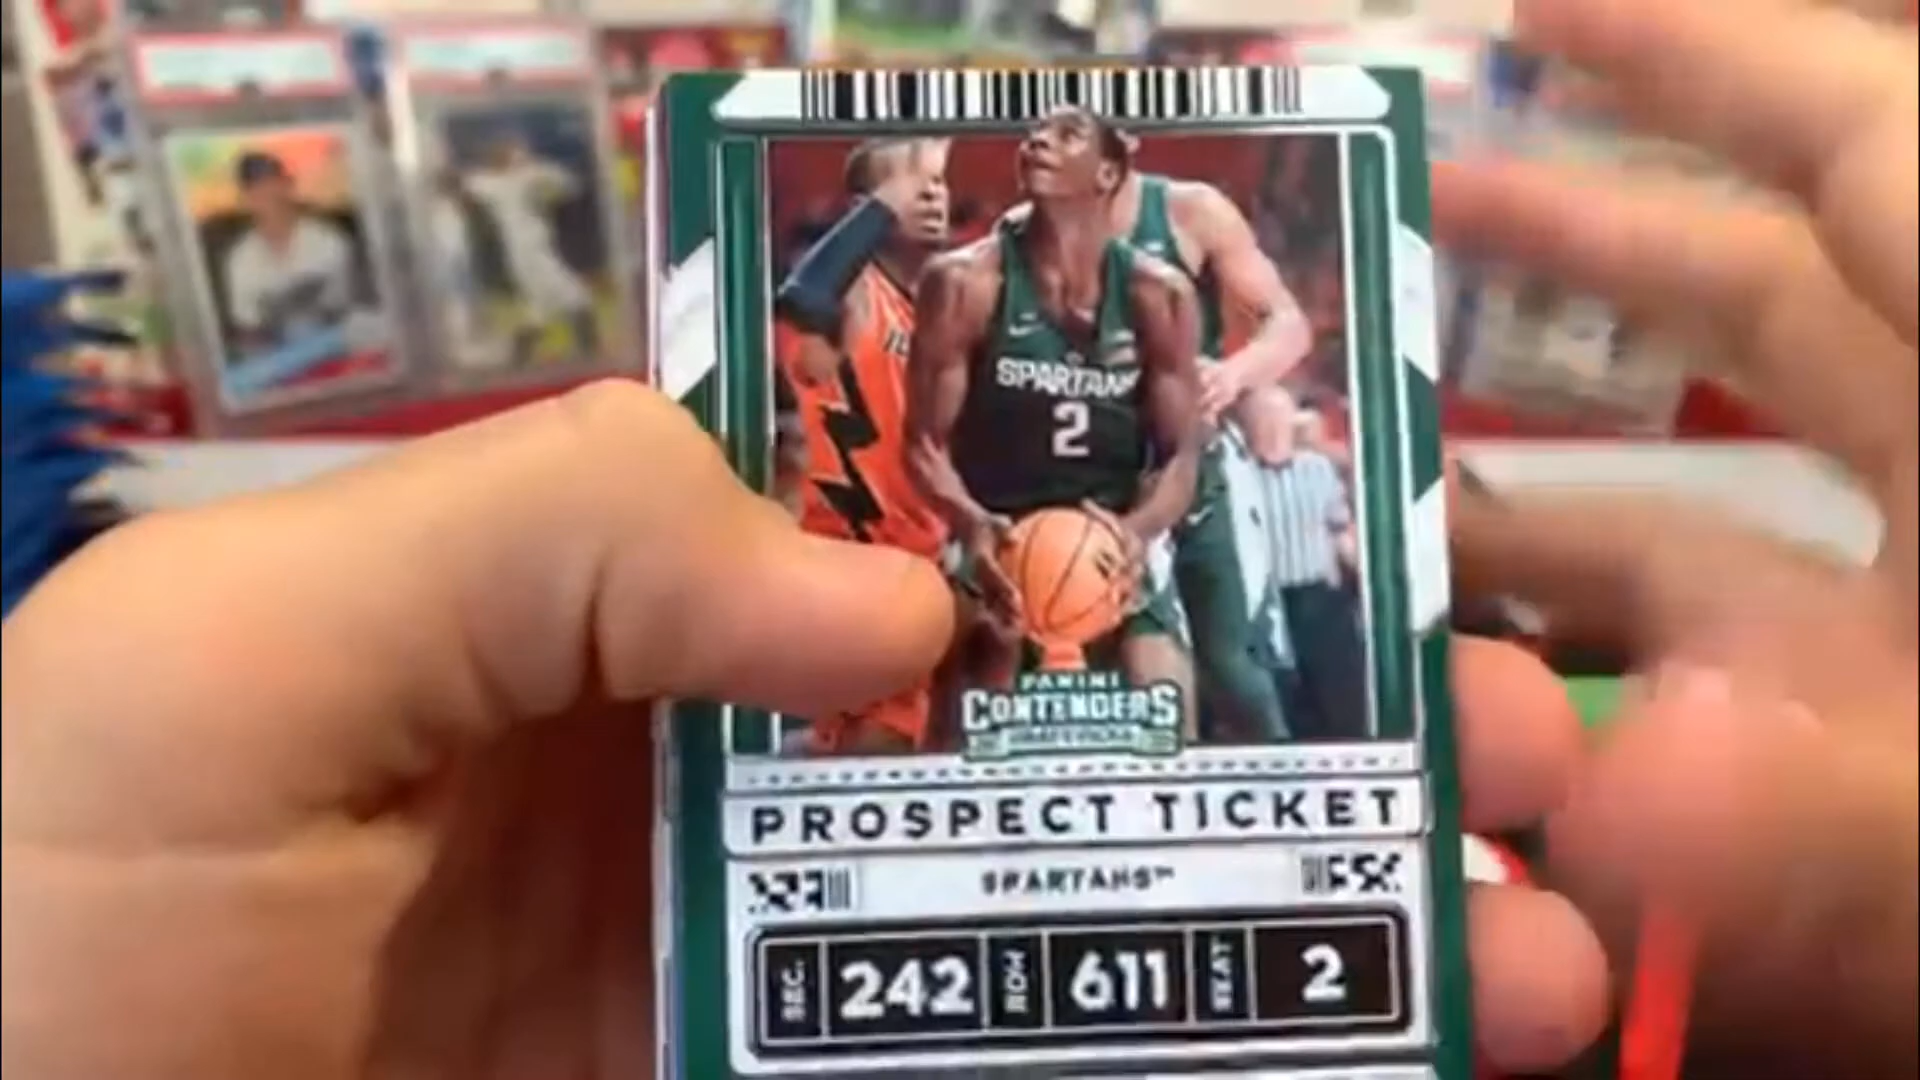 SPARTANS
2
PANINI
CONTENDERS
PROSPECT TICKET
SPARTANS™
SEC. 242 ROW 611 SEAT 2